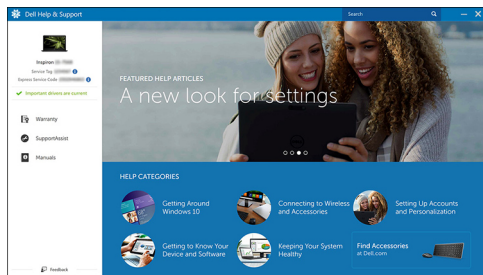 Dell Help & Support
Search
Inspiron
Service Tag
Express Service Code
Important drivers are current
Warranty
SupportAssist
Manuals
Feedback
FEATURED HELP ARTICLES
A new look for settings
HELP CATEGORIES
Getting Around
Windows 10
Connecting to Wireless
and Accessories
Setting Up Accounts
and Personalization
Getting to Know Your
Device and Software
Keeping Your System
Healthy
Find Accessories
at Dell.com